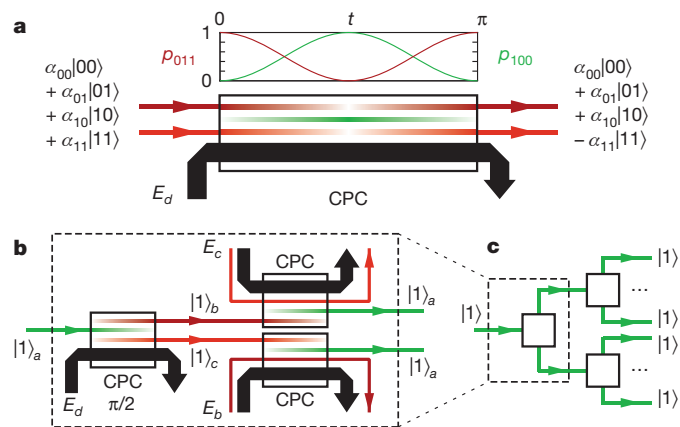 a
0 t π
1
0
p011
p100
α00|00⟩
+ α01|01⟩
+ α10|10⟩
+ α11|11⟩
α00|00⟩
+ α01|01⟩
+ α10|10⟩
− α11|11⟩
Ed
CPC
b
|1⟩a
Ed
CPC
π/2
|1⟩b
|1⟩c
Ec
CPC
|1⟩a
|1⟩a
Eb
CPC
c
|1⟩
|1⟩
...
|1⟩
|1⟩
...
|1⟩